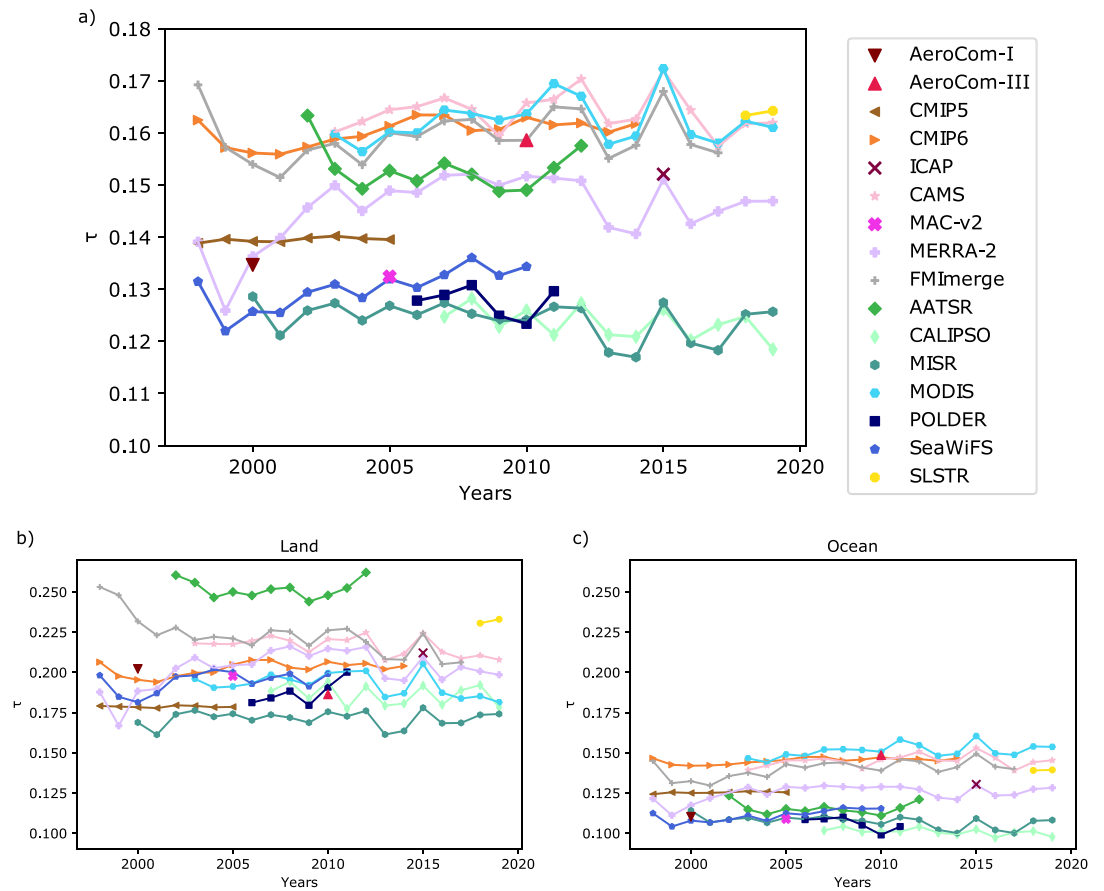 a)
0.18
0.17
0.16
0.15
0.14
0.13
0.12
0.11
0.10
τ
2000 2005 2010 2015 2020
Years
AeroCom-I
AeroCom-III
CMIP5
CMIP6
ICAP
CAMS
MAC-v2
MERRA-2
FMImerge
AATSR
CALIPSO
MISR
MODIS
POLDER
SeaWiFS
SLSTR
b)
Land
0.250
0.225
0.200
0.175
0.150
0.125
0.100
τ
2000 2005 2010 2015 2020
Years
c)
Ocean
0.250
0.225
0.200
0.175
0.150
0.125
0.100
τ
2000 2005 2010 2015 2020
Years